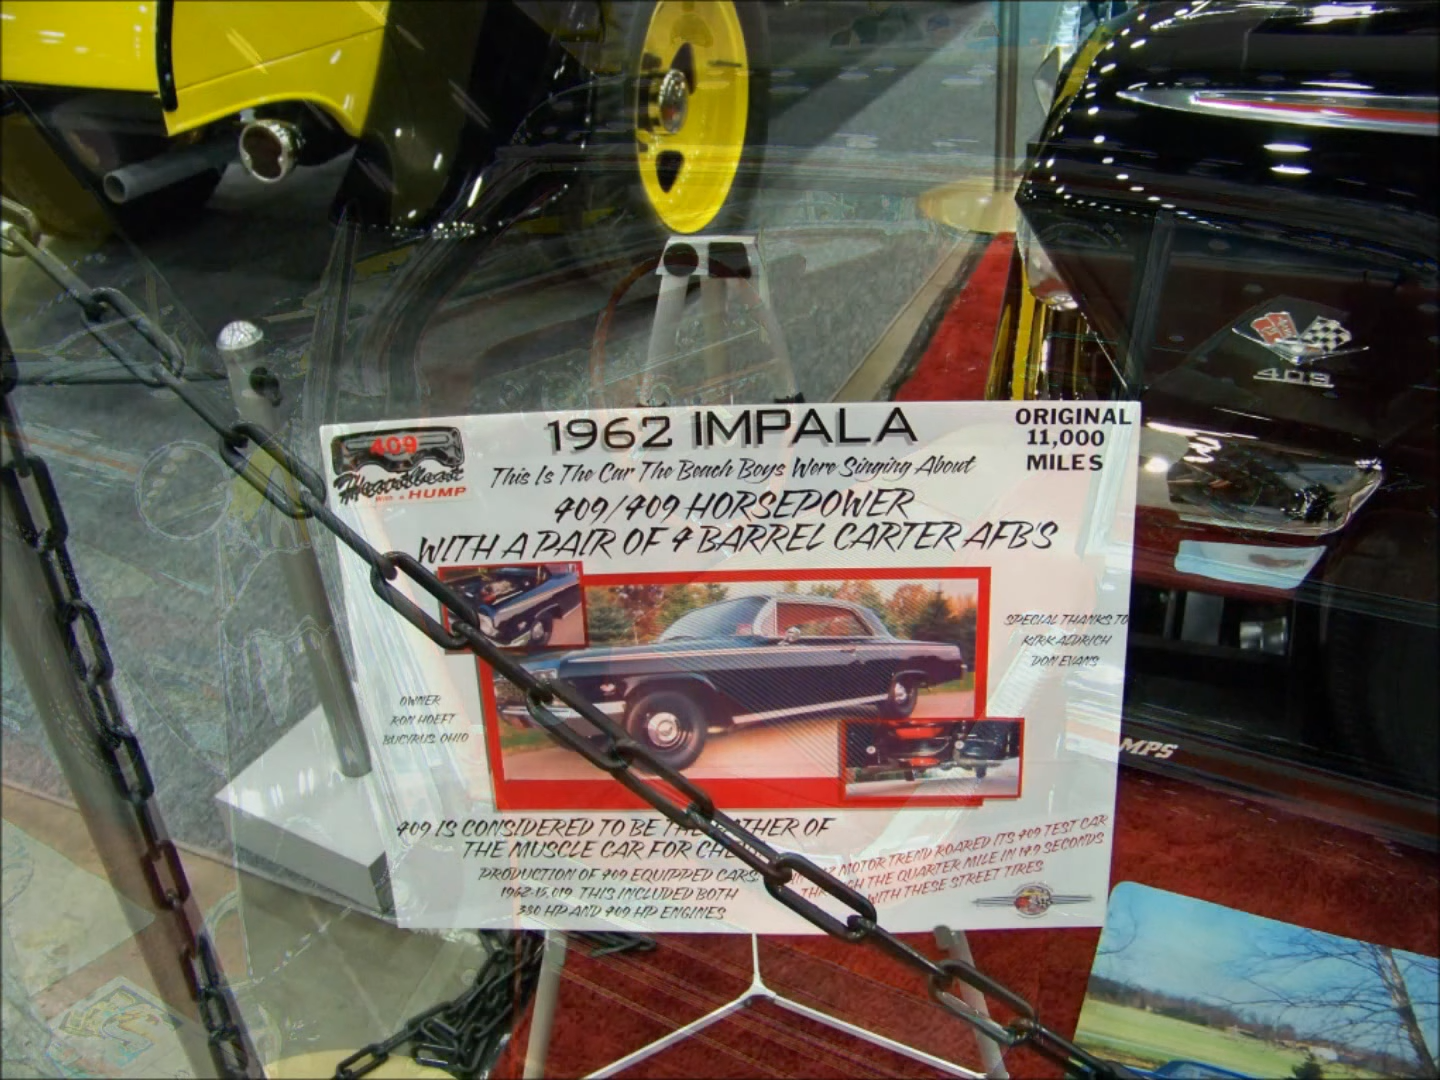 1962 IMPALA
ORIGINAL
11,000
MILES
409
Heartbeat
With a HUMP
This Is The Car The Beach Boys Were Singing About
409/409 HORSEPOWER
WITH A PAIR OF 4 BARREL CARTER AFB'S
SPECIAL THANKS TO
KIRK ALDRICH
DON EVANS
OWNER
RON HOEFT
BUCYRUS, OHIO
409 IS CONSIDERED TO BE THE OF
THE MUSCLE CAR FOR
PRODUCTION OF 409 EQUIPPED CARS
1962-15,019. THIS INCLUDED BOTH
380 HP AND 409 HP ENGINES
MOTOR TREND ROARED ITS 409 TEST CAR
THE QUARTER MILE IN 14.9 SECONDS
WITH THESE STREET TIRES
409
MPS